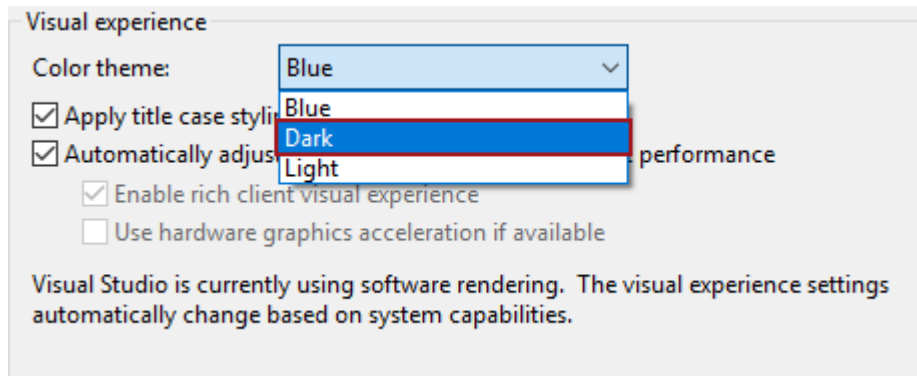 Visual experience
Color theme: Blue
Blue
Apply title case
Dark
Automatically performance
Light
Enable rich client visual experience
Use hardware graphics acceleration if available
Visual Studio is currently using software rendering. The visual experience settings
automatically change based on system capabilities.